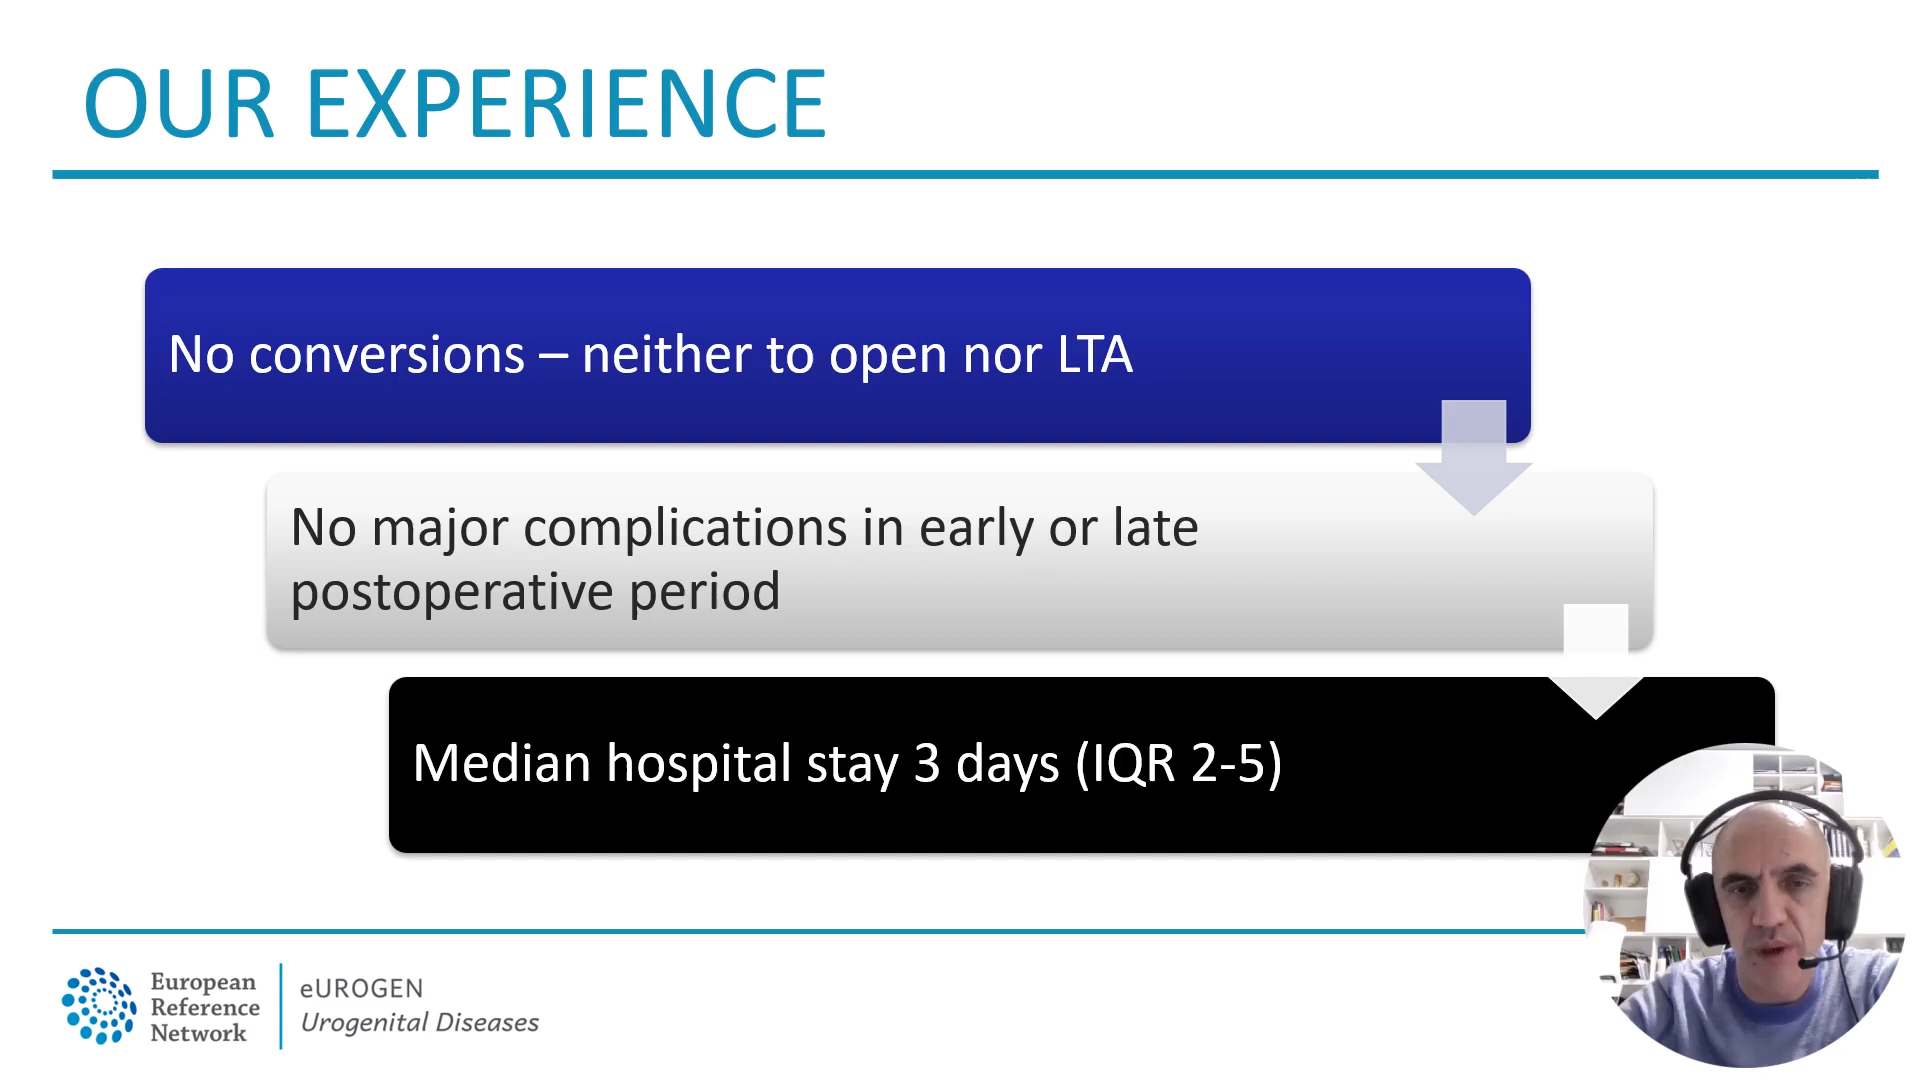 OUR EXPERIENCE
No conversions – neither to open nor LTA
No major complications in early or late
postoperative period
Median hospital stay 3 days (IQR 2-5)
European
Reference
Network
eUROGEN
Urogenital Diseases